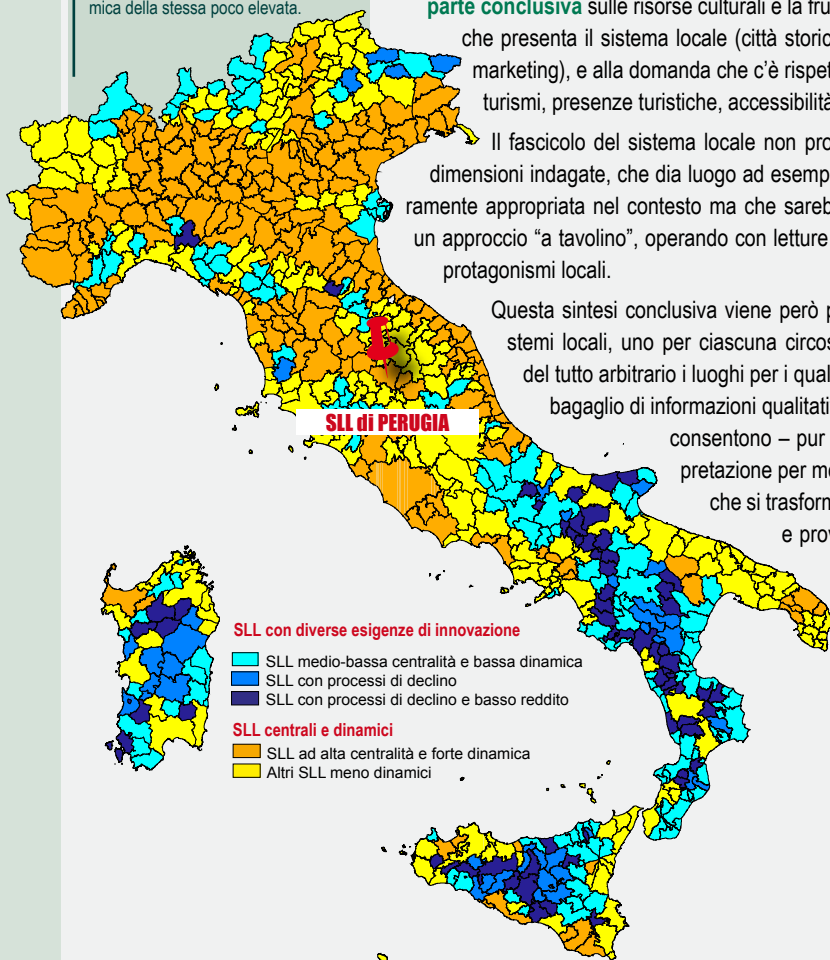 mica della stessa poco elevata.
parte conclusiva sulle risorse culturali e la fru
che presenta il sistema locale (città storic
marketing), e alla domanda che c'è rispet
turismi, presenze turistiche, accessibilità
Il fascicolo del sistema locale non pro
dimensioni indagate, che dia luogo ad esemp
ramente appropriata nel contesto ma che sareb
un approccio “a tavolino”, operando con letture
protagonismi locali.
Questa sintesi conclusiva viene però p
stemi locali, uno per ciascuna circos
del tutto arbitrario i luoghi per i qual
bagaglio di informazioni qualitati
consentono – pur
pretazione per me
che si trasform
e prov
SLL di PERUGIA
SLL con diverse esigenze di innovazione
SLL medio-bassa centralità e bassa dinamica
SLL con processi di declino
SLL con processi di declino e basso reddito
SLL centrali e dinamici
SLL ad alta centralità e forte dinamica
Altri SLL meno dinamici